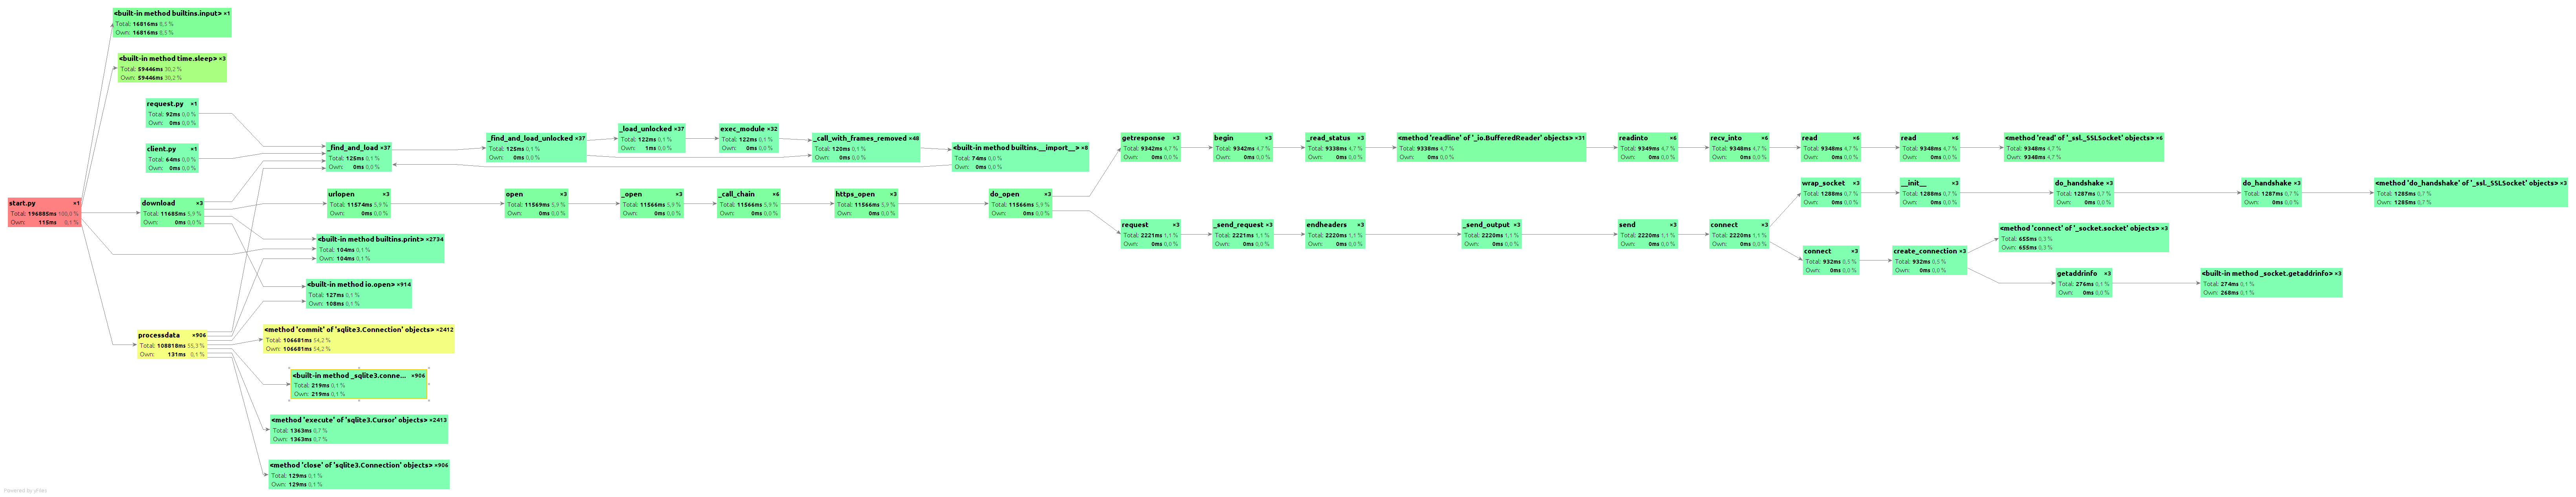 <built-in method builtins.input> ×1
Total: 16816ms 8,5 %
Own: 16816ms 8,5 %
<built-in method time.sleep> ×3
Total: 59446ms 30,2 %
Own: 59446ms 30,2 %
request.py ×1
Total: 92ms 0,0 %
Own: 0ms 0,0 %
client.py ×1
Total: 64ms 0,0 %
Own: 0ms 0,0 %
_find_and_load ×37
Total: 125ms 0,1 %
Own: 0ms 0,0 %
_find_and_load_unlocked ×37
Total: 125ms 0,1 %
Own: 0ms 0,0 %
_load_unlocked ×37
Total: 122ms 0,1 %
Own: 1ms 0,0 %
exec_module ×32
Total: 122ms 0,1 %
Own: 0ms 0,0 %
_call_with_frames_removed ×48
Total: 120ms 0,1 %
Own: 0ms 0,0 %
<built-in method builtins.__import__> ×8
Total: 74ms 0,0 %
Own: 0ms 0,0 %
getresponse ×3
Total: 9342ms 4,7 %
Own: 0ms 0,0 %
begin ×3
Total: 9342ms 4,7 %
Own: 0ms 0,0 %
_read_status ×3
Total: 9338ms 4,7 %
Own: 0ms 0,0 %
<method 'readline' of '_io.BufferedReader' objects> ×31
Total: 9338ms 4,7 %
Own: 0ms 0,0 %
readinto ×6
Total: 9349ms 4,7 %
Own: 0ms 0,0 %
recv_into ×6
Total: 9348ms 4,7 %
Own: 0ms 0,0 %
read ×6
Total: 9348ms 4,7 %
Own: 0ms 0,0 %
read ×6
Total: 9348ms 4,7 %
Own: 0ms 0,0 %
<method 'read' of '_ssl._SSLSocket' objects> ×6
Total: 9348ms 4,7 %
Own: 9348ms 4,7 %
start.py ×1
Total: 196885ms 100,0 %
Own: 115ms 0,1 %
download ×3
Total: 11685ms 5,9 %
Own: 0ms 0,0 %
urlopen ×3
Total: 11574ms 5,9 %
Own: 0ms 0,0 %
open ×3
Total: 11569ms 5,9 %
Own: 0ms 0,0 %
_open ×3
Total: 11566ms 5,9 %
Own: 0ms 0,0 %
_call_chain ×6
Total: 11566ms 5,9 %
Own: 0ms 0,0 %
https_open ×3
Total: 11566ms 5,9 %
Own: 0ms 0,0 %
do_open ×3
Total: 11566ms 5,9 %
Own: 0ms 0,0 %
request ×3
Total: 2221ms 1,1 %
Own: 0ms 0,0 %
_send_request ×3
Total: 2221ms 1,1 %
Own: 0ms 0,0 %
endheaders ×3
Total: 2220ms 1,1 %
Own: 0ms 0,0 %
_send_output ×3
Total: 2220ms 1,1 %
Own: 0ms 0,0 %
send ×3
Total: 2220ms 1,1 %
Own: 0ms 0,0 %
connect ×3
Total: 2220ms 1,1 %
Own: 0ms 0,0 %
wrap_socket ×3
Total: 1288ms 0,7 %
Own: 0ms 0,0 %
__init__ ×3
Total: 1288ms 0,7 %
Own: 0ms 0,0 %
do_handshake ×3
Total: 1287ms 0,7 %
Own: 0ms 0,0 %
do_handshake ×3
Total: 1287ms 0,7 %
Own: 0ms 0,0 %
<method 'do_handshake' of '_ssl._SSLSocket' objects> ×3
Total: 1285ms 0,7 %
Own: 1285ms 0,7 %
connect ×3
Total: 932ms 0,5 %
Own: 0ms 0,0 %
create_connection ×3
Total: 932ms 0,5 %
Own: 0ms 0,0 %
<method 'connect' of '_socket.socket' objects> ×3
Total: 655ms 0,3 %
Own: 655ms 0,3 %
getaddrinfo ×3
Total: 276ms 0,1 %
Own: 0ms 0,0 %
<built-in method _socket.getaddrinfo> ×3
Total: 274ms 0,1 %
Own: 268ms 0,1 %
<built-in method builtins.print> ×2734
Total: 104ms 0,1 %
Own: 104ms 0,1 %
<built-in method io.open> ×914
Total: 127ms 0,1 %
Own: 108ms 0,1 %
processdata ×906
Total: 108818ms 55,3 %
Own: 131ms 0,1 %
<method 'commit' of 'sqlite3.Connection' objects> ×2412
Total: 106681ms 54,2 %
Own: 106681ms 54,2 %
<built-in method _sqlite3.conne... ×906
Total: 219ms 0,1 %
Own: 219ms 0,1 %
<method 'execute' of 'sqlite3.Cursor' objects> ×2413
Total: 1363ms 0,7 %
Own: 1363ms 0,7 %
<method 'close' of 'sqlite3.Connection' objects> ×906
Total: 129ms 0,1 %
Own: 129ms 0,1 %
Powered by yFiles